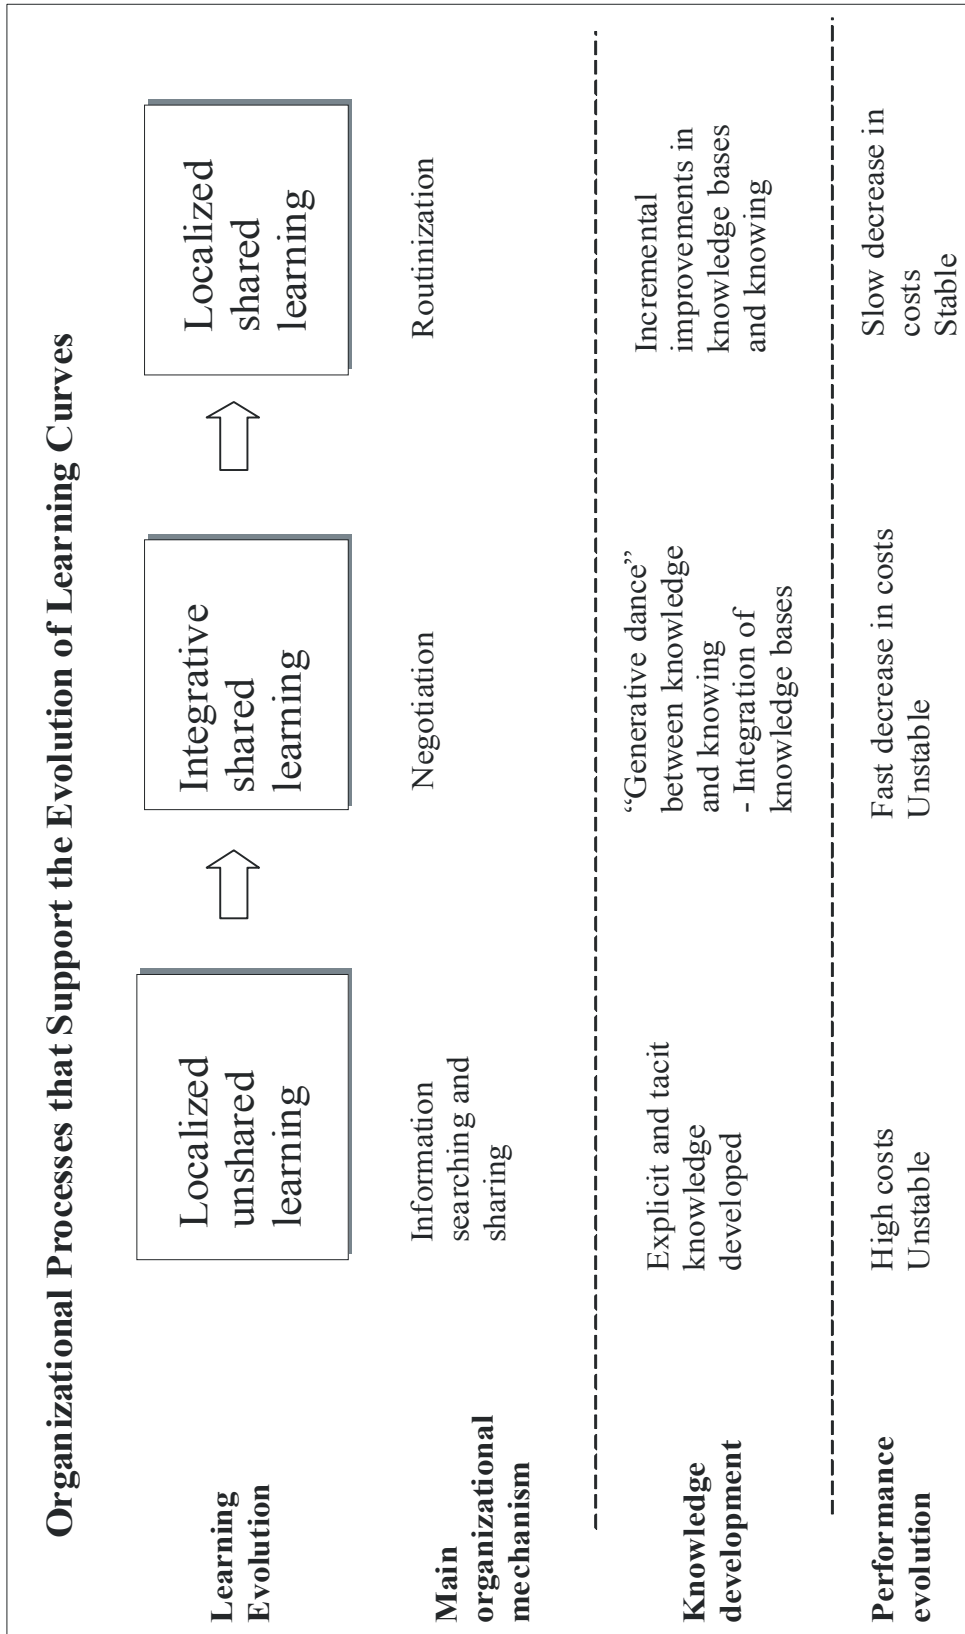 Organizational Processes that Support the Evolution of Learning Curves
Learning
Evolution
Localized
unshared
learning
Integrative
shared
learning
Localized
shared
learning
Main
organizational
mechanism
Information
searching and
sharing
Negotiation
Routinization
Knowledge
development
Explicit and tacit
knowledge
developed
“Generative dance”
between knowledge
and knowing
- Integration of
knowledge bases
Incremental
improvements in
knowledge bases
and knowing
Performance
evolution
High costs
Unstable
Fast decrease in costs
Unstable
Slow decrease in
costs
Stable